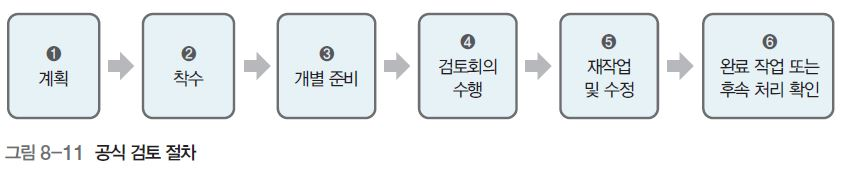 ❶
계획
❷
착수
❸
개별 준비
❹
검토회의
수행
❺
재작업
및 수정
❻
완료 작업 또는
후속 처리 확인
그림 8-11 공식 검토 절차